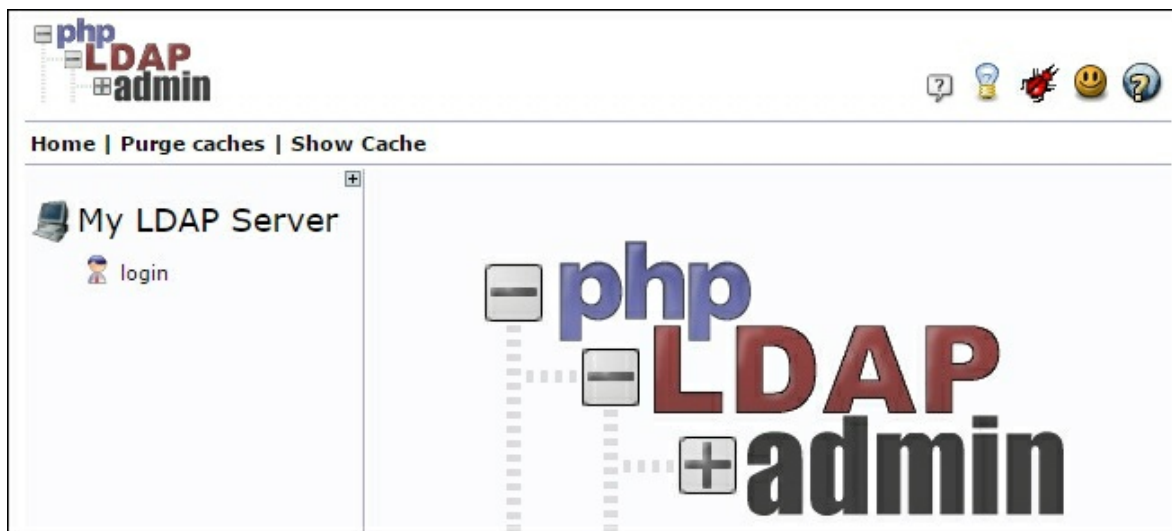 php
LDAP
admin
Home | Purge caches | Show Cache
My LDAP Server
login
php
LDAP
admin